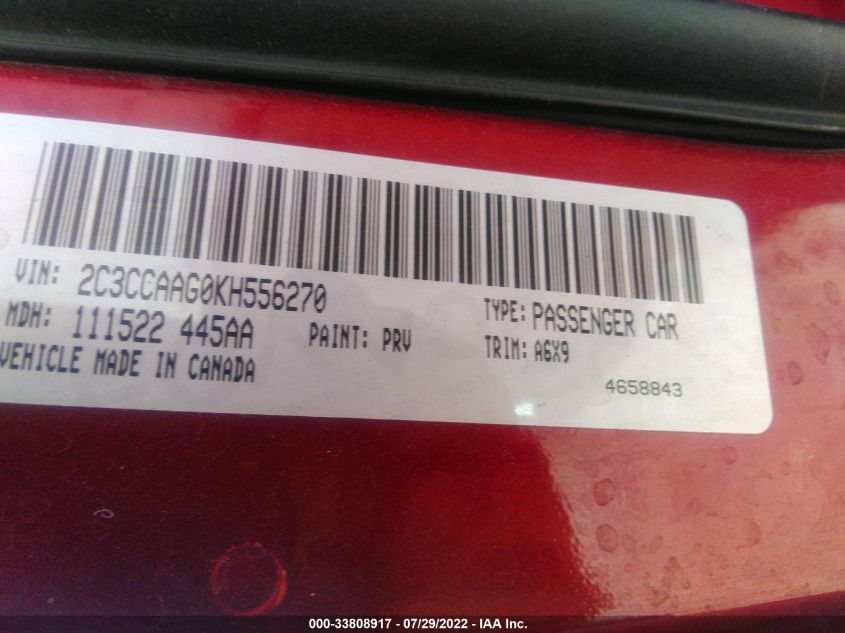 VIN: 2C3CCAAG0KH556270
TYPE: PASSENGER CAR
MDH: 111522 445AA
PAINT: PRV
TRIM: A6X9
VEHICLE MADE IN CANADA
4658843
000-33808917 - 07/29/2022 - IAA Inc.